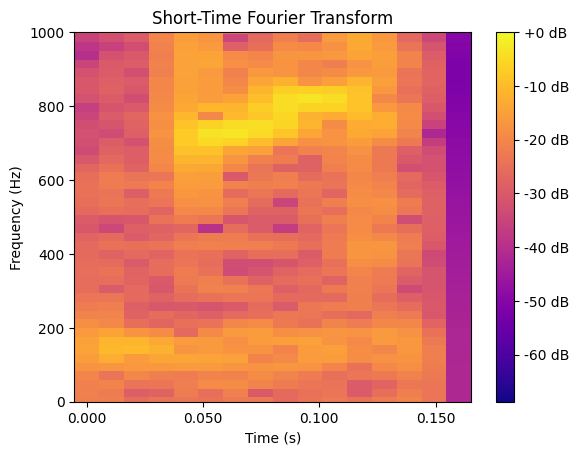 Short-Time Fourier Transform
Frequency (Hz)
1000
800
600
400
200
0
0.000
0.050
0.100
0.150
Time (s)
+0 dB
-10 dB
-20 dB
-30 dB
-40 dB
-50 dB
-60 dB